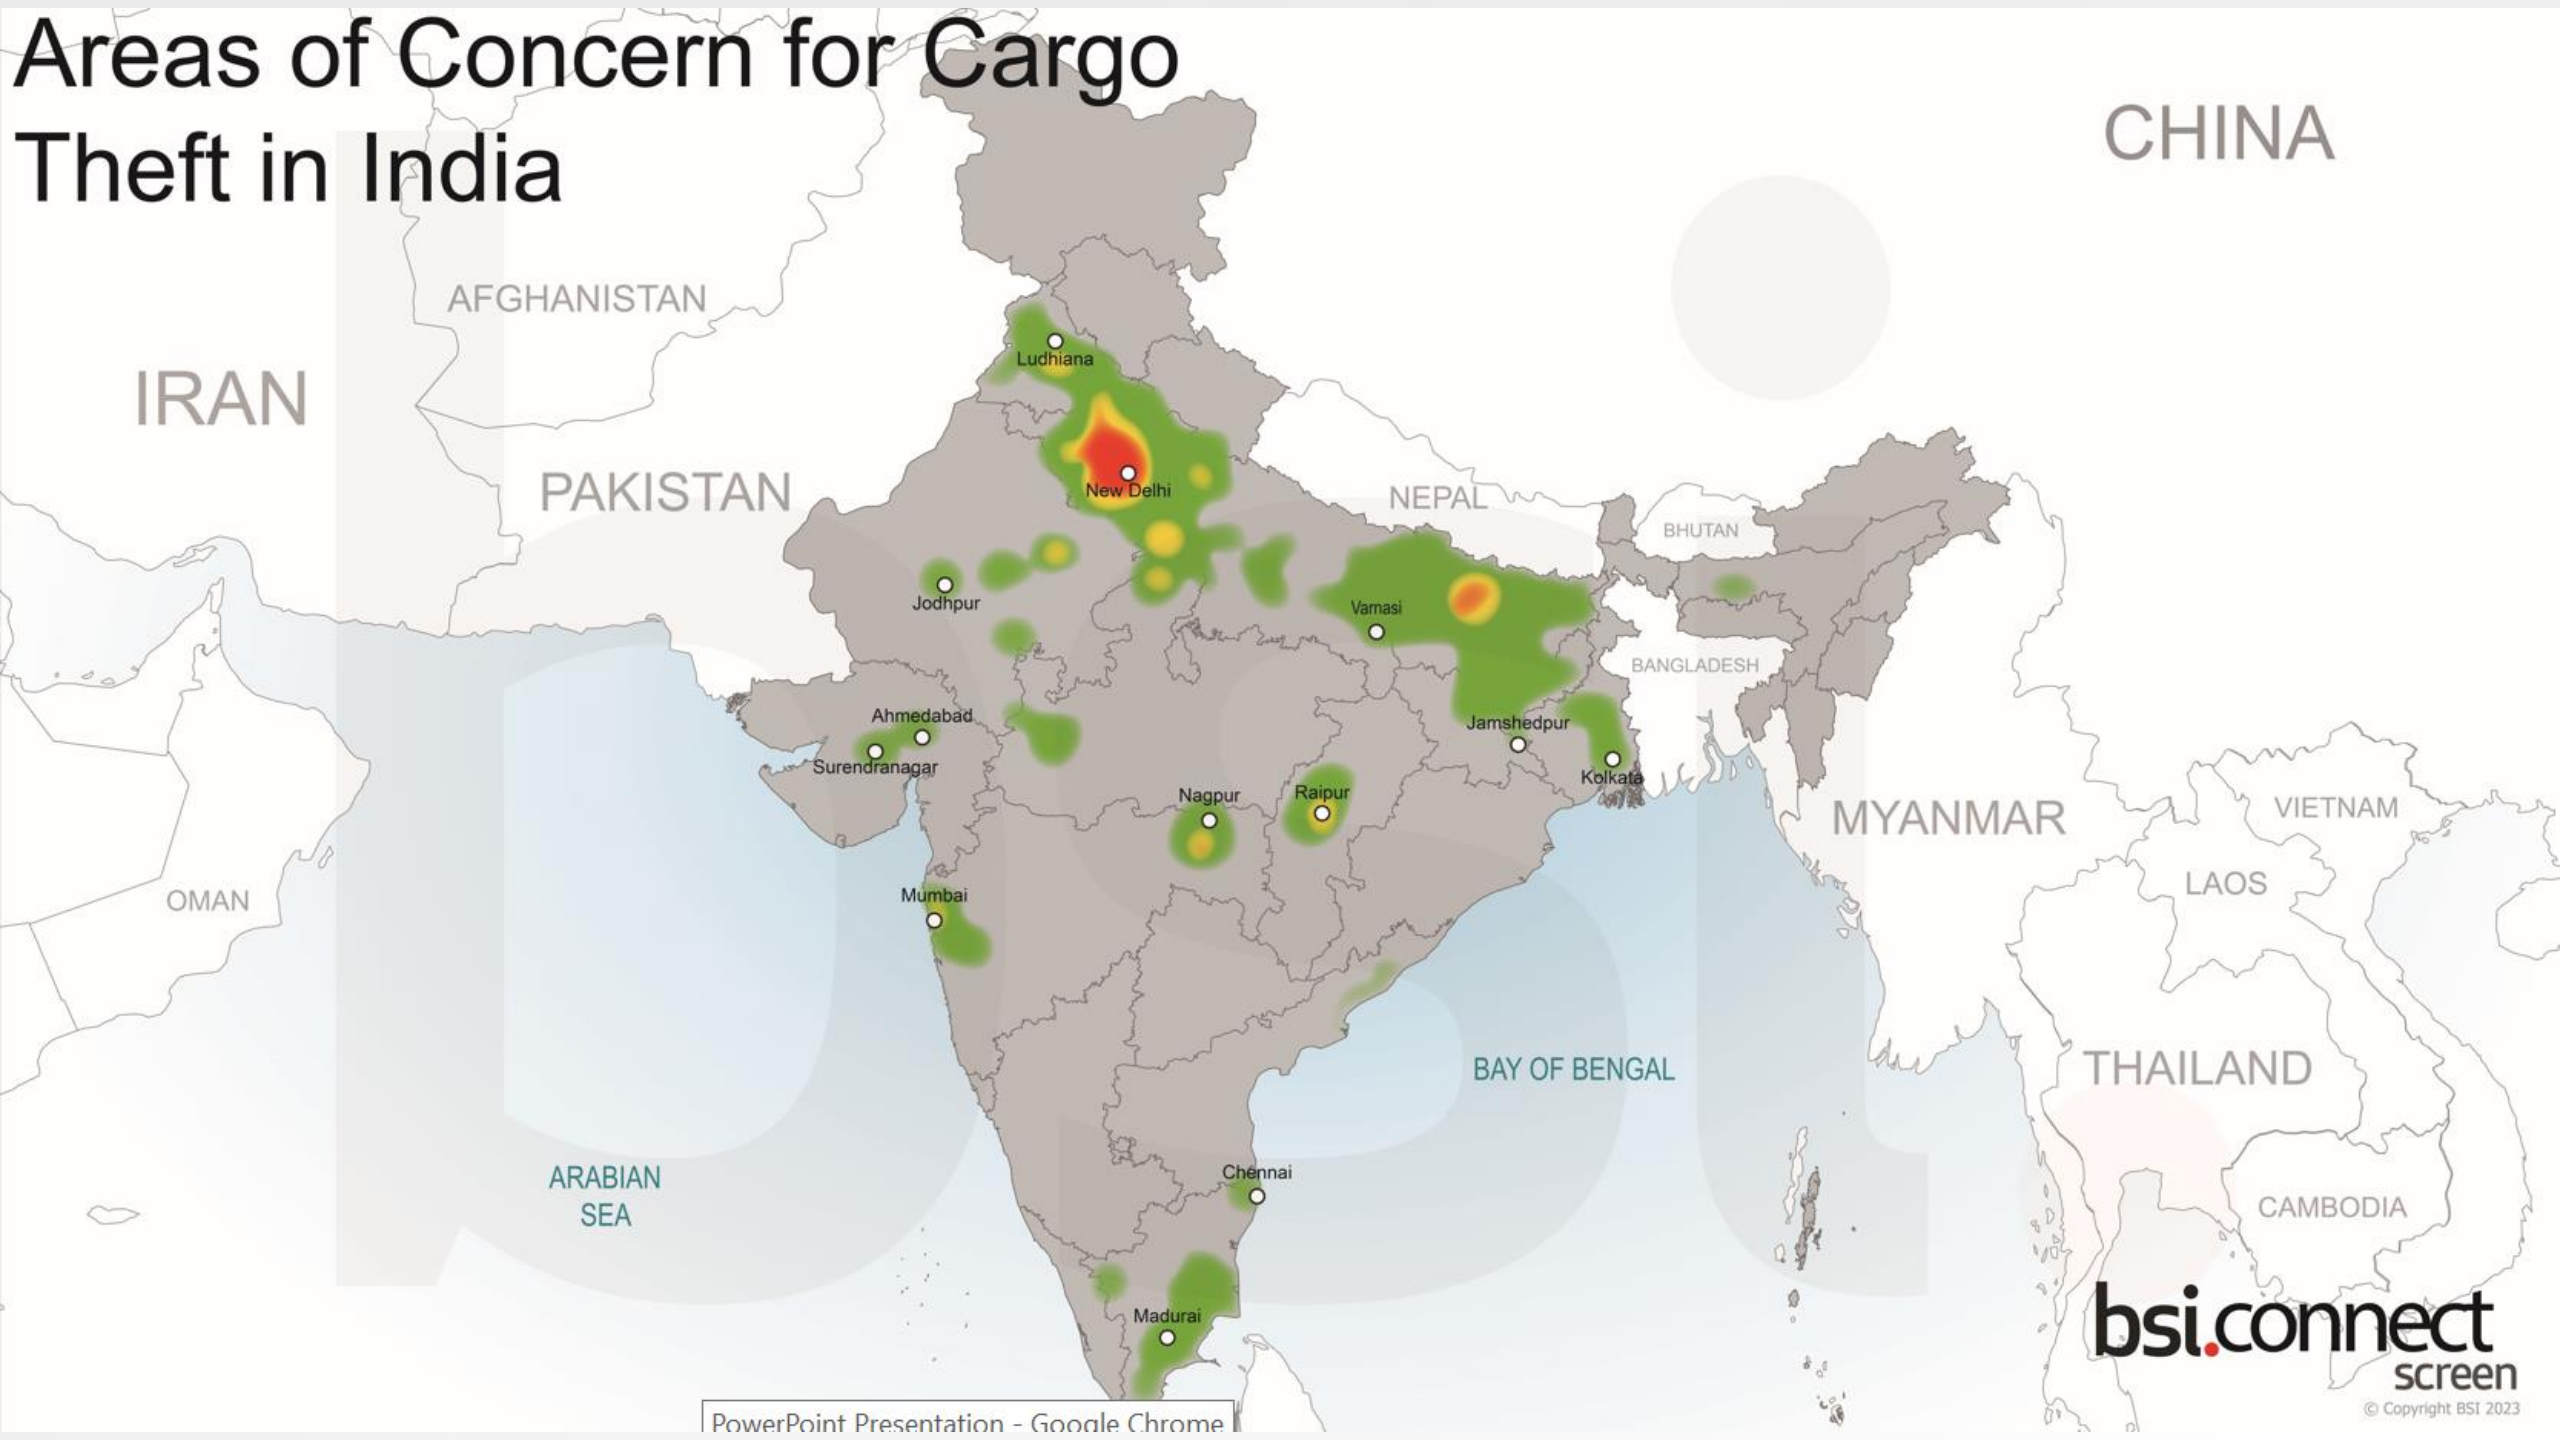 Areas of Concern for Cargo
Theft in India
CHINA
AFGHANISTAN
IRAN
Ludhiana
PAKISTAN
New Delhi
NEPAL
BHUTAN
Jodhpur
Varnasi
BANGLADESH
Ahmedabad
Jamshedpur
Surendranagar
Kolkata
Nagpur
Raipur
MYANMAR
VIETNAM
LAOS
OMAN
Mumbai
BAY OF BENGAL
THAILAND
ARABIAN
SEA
Chennai
CAMBODIA
Madurai
bsi.connect
screen
© Copyright BSI 2023
PowerPoint Presentation - Google Chrome
bsi